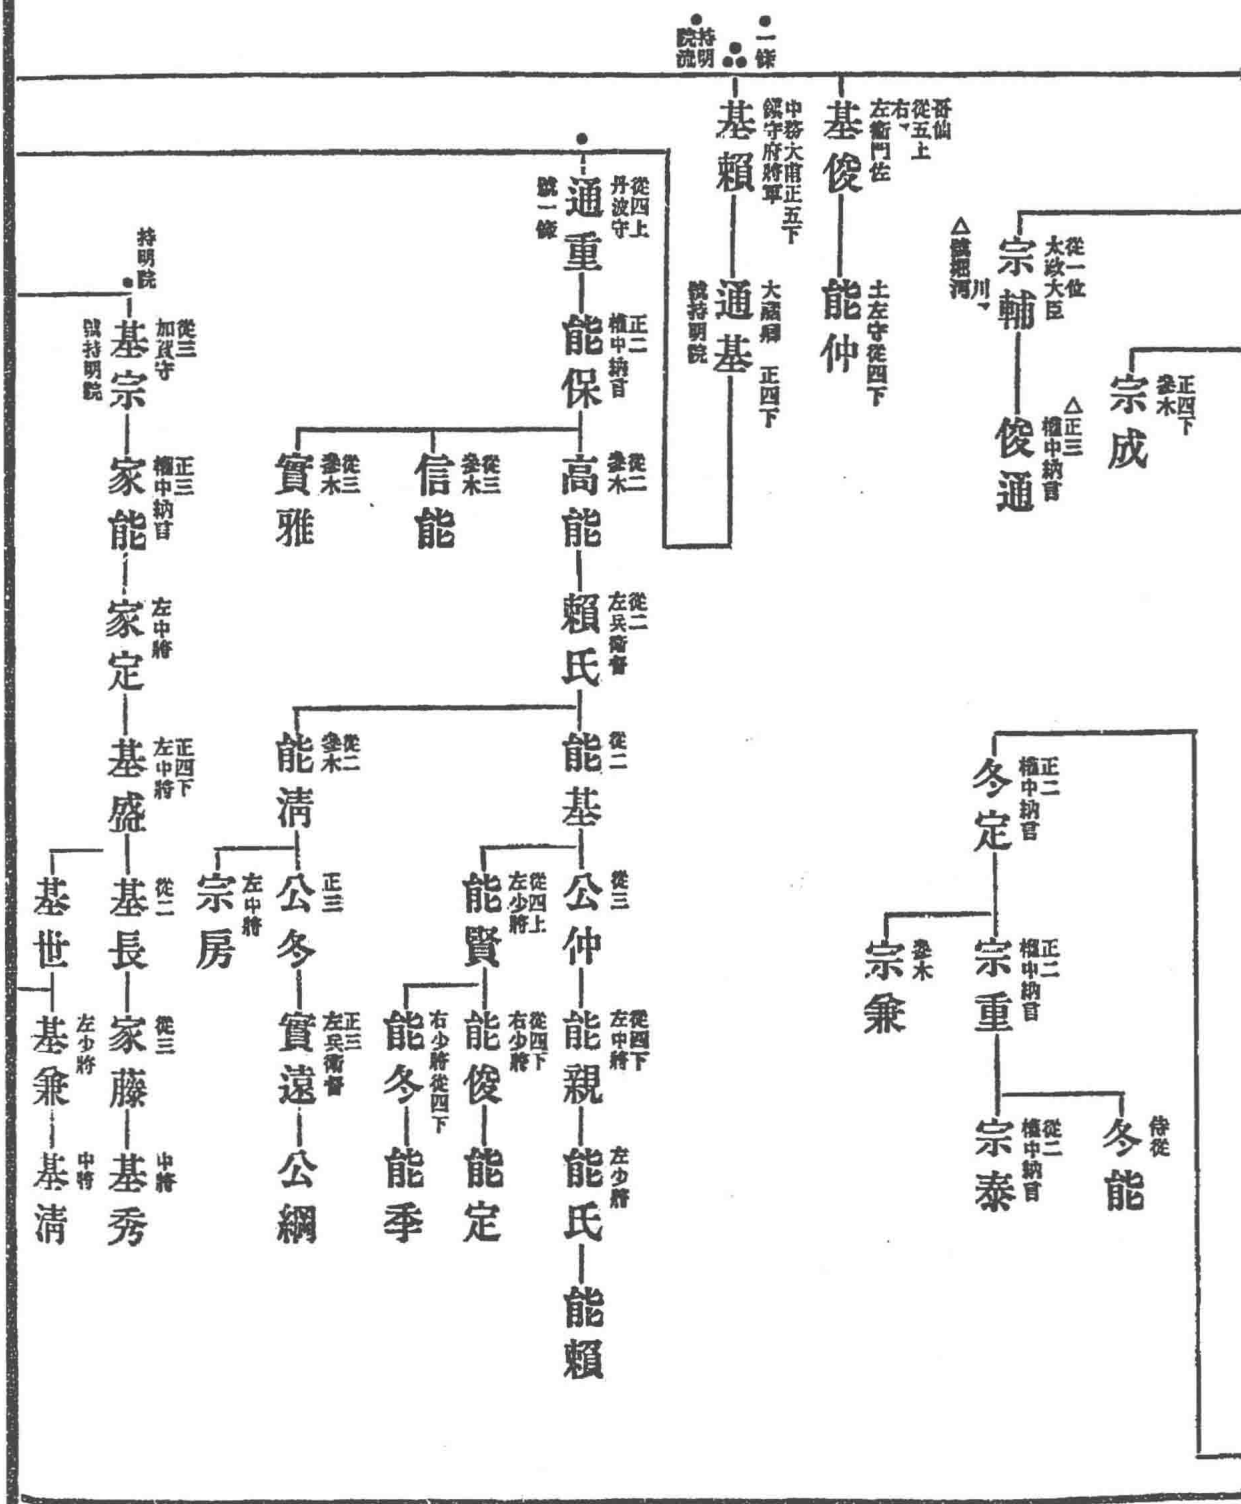 哥仙
從五上
左衛門佐
基俊
土左守從四下
能仲
從一位
太政大臣
宗輔
△號堀河
川
△正三
權中納言
俊通
正四下
參木
宗成
正二
權中納言
冬定
正二
權中納言
宗重
參木
宗兼
侍從
冬能
從二
權中納言
宗泰
一條
持明
院流
中務大甫正五下
鎭守府將軍
基賴
大藏卿 正四下
通基
號持明院
從四上
丹波守
通重
號一條
正二
權中納言
能保
從二
參木
高能
從三
參木
信能
從三
參木
實雅
從二
左兵衛督
賴氏
從二
能基
從三
公仲
從四下
左中將
能親
左少將
能氏
能賴
從四上
左少將
能賢
從四下
右少將
能俊
能定
右少將從四下
能冬
能季
從二
參木
能淸
正三
公冬
正三
左兵衛督
實遠
公綱
左中將
宗房
持明院
從三
加賀守
基宗
號持明院
正三
權中納言
家能
左中將
家定
正四下
左中將
基盛
從二
基長
從三
家藤
中將
基秀
基世
左少將
基兼
中將
基淸